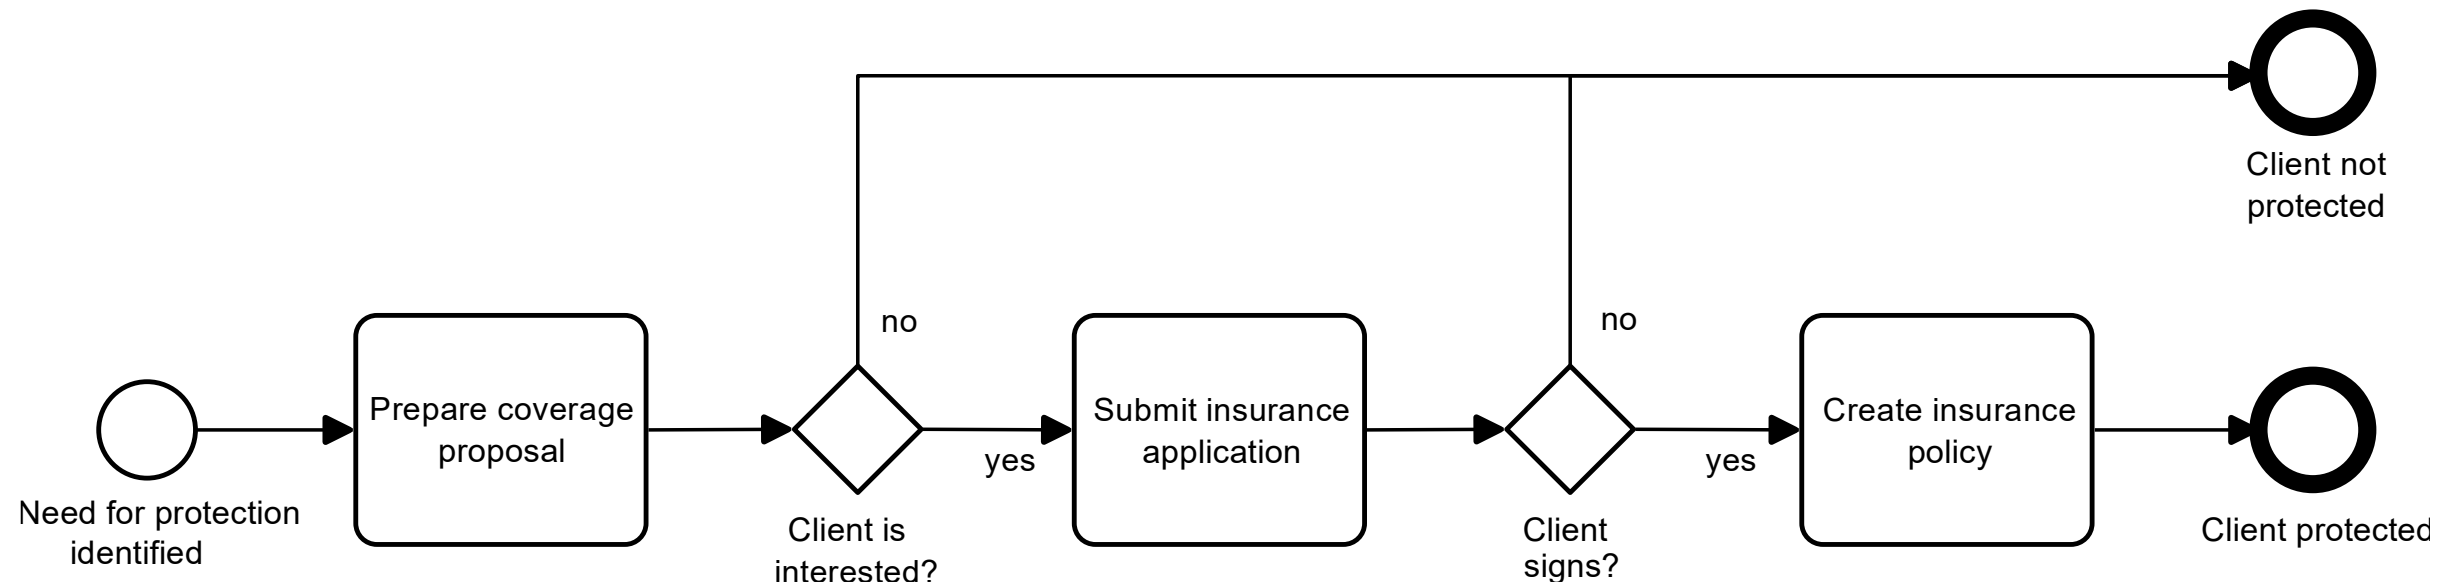 Client not
protected
no
no
Prepare coverage
proposal
Submit insurance
application
Create insurance
policy
yes
yes
Need for protection
identified
Client is
interested?
Client
signs?
Client protected